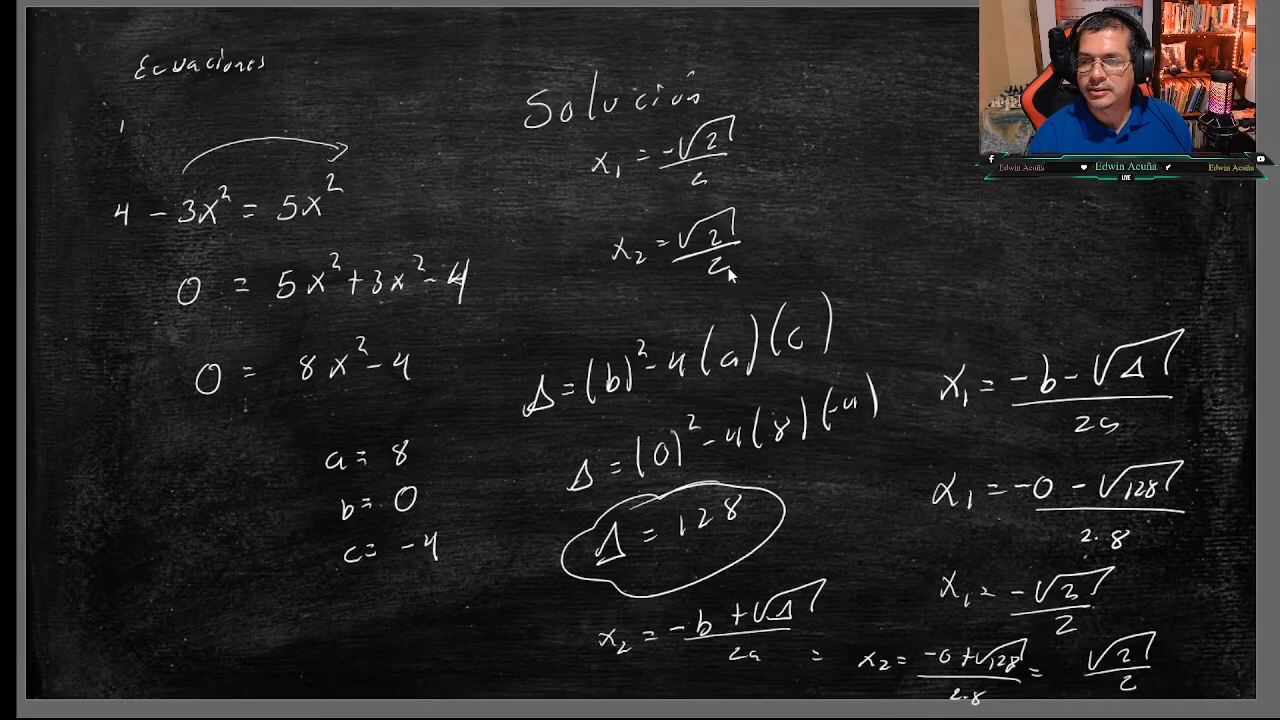 Ecuaciones
4 - 3x² = 5x²
0 = 5x² + 3x² - 4
0 = 8x² - 4
a = 8
b = 0
c = -4
Solución
x₁ = -√2/2
x₂ = √2/2
Δ = (b)² - 4(a)(c)
Δ = (0)² - 4(8)(-4)
Δ = 128
x₂ = -b + √Δ / 2a =
x₂ = -0 + √128 / 2·8 = √2/2
x₁ = -b - √Δ / 2a
x₁ = -0 - √128 / 2·8
x₁ = -√2/2
Edwin Acuña Edwin Acuña Edwin Acuña
LIVE